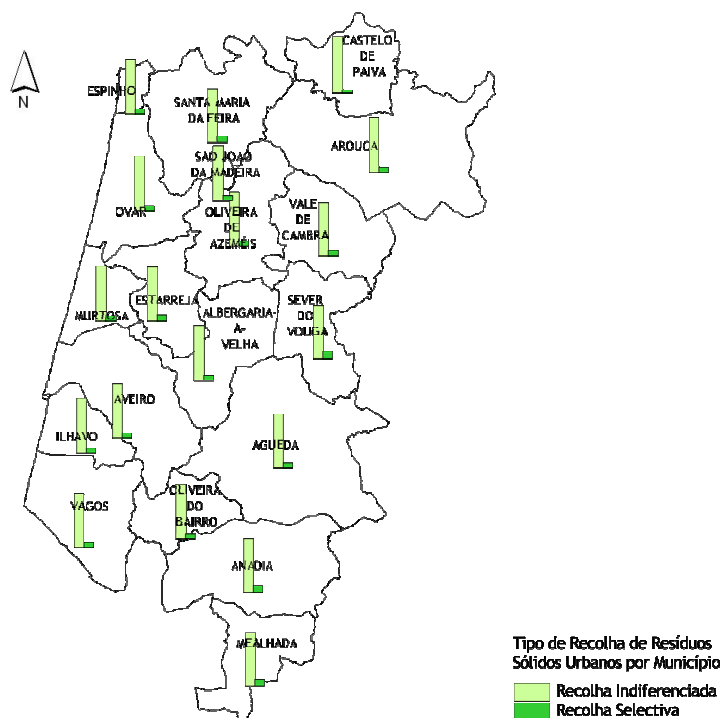 CASTELO
DE
PAIVA
ESPINHO
SANTA MARIA
DA FEIRA
AROUCA
SAO JOAO
DA MADEIRA
OVAR
OLIVEIRA
DE
AZEMÉIS
VALE
DE
CAMBRA
MURTOSA
ESTARREJA
ALBERGARIA-
A-
VELHA
SEVER
DO
VOUGA
AVEIRO
ILHAVO
AGUEDA
VAGOS
OLIVEIRA
DO
BAIRRO
ANADIA
MEALHADA
N
Tipo de Recolha de Resíduos
Sólidos Urbanos por Município
Recolha Indiferenciada
Recolha Selectiva